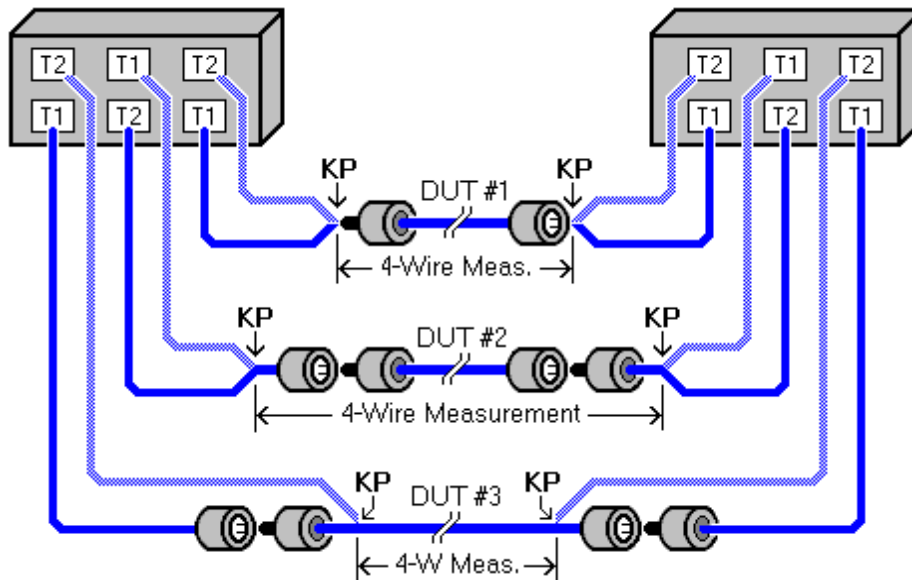 T2 T1 T2
T1 T2 T1
T2 T1 T2
T1 T2 T1
KP DUT #1 KP
4-Wire Meas.
KP DUT #2 KP
4-Wire Measurement
KP DUT #3 KP
4-W Meas.